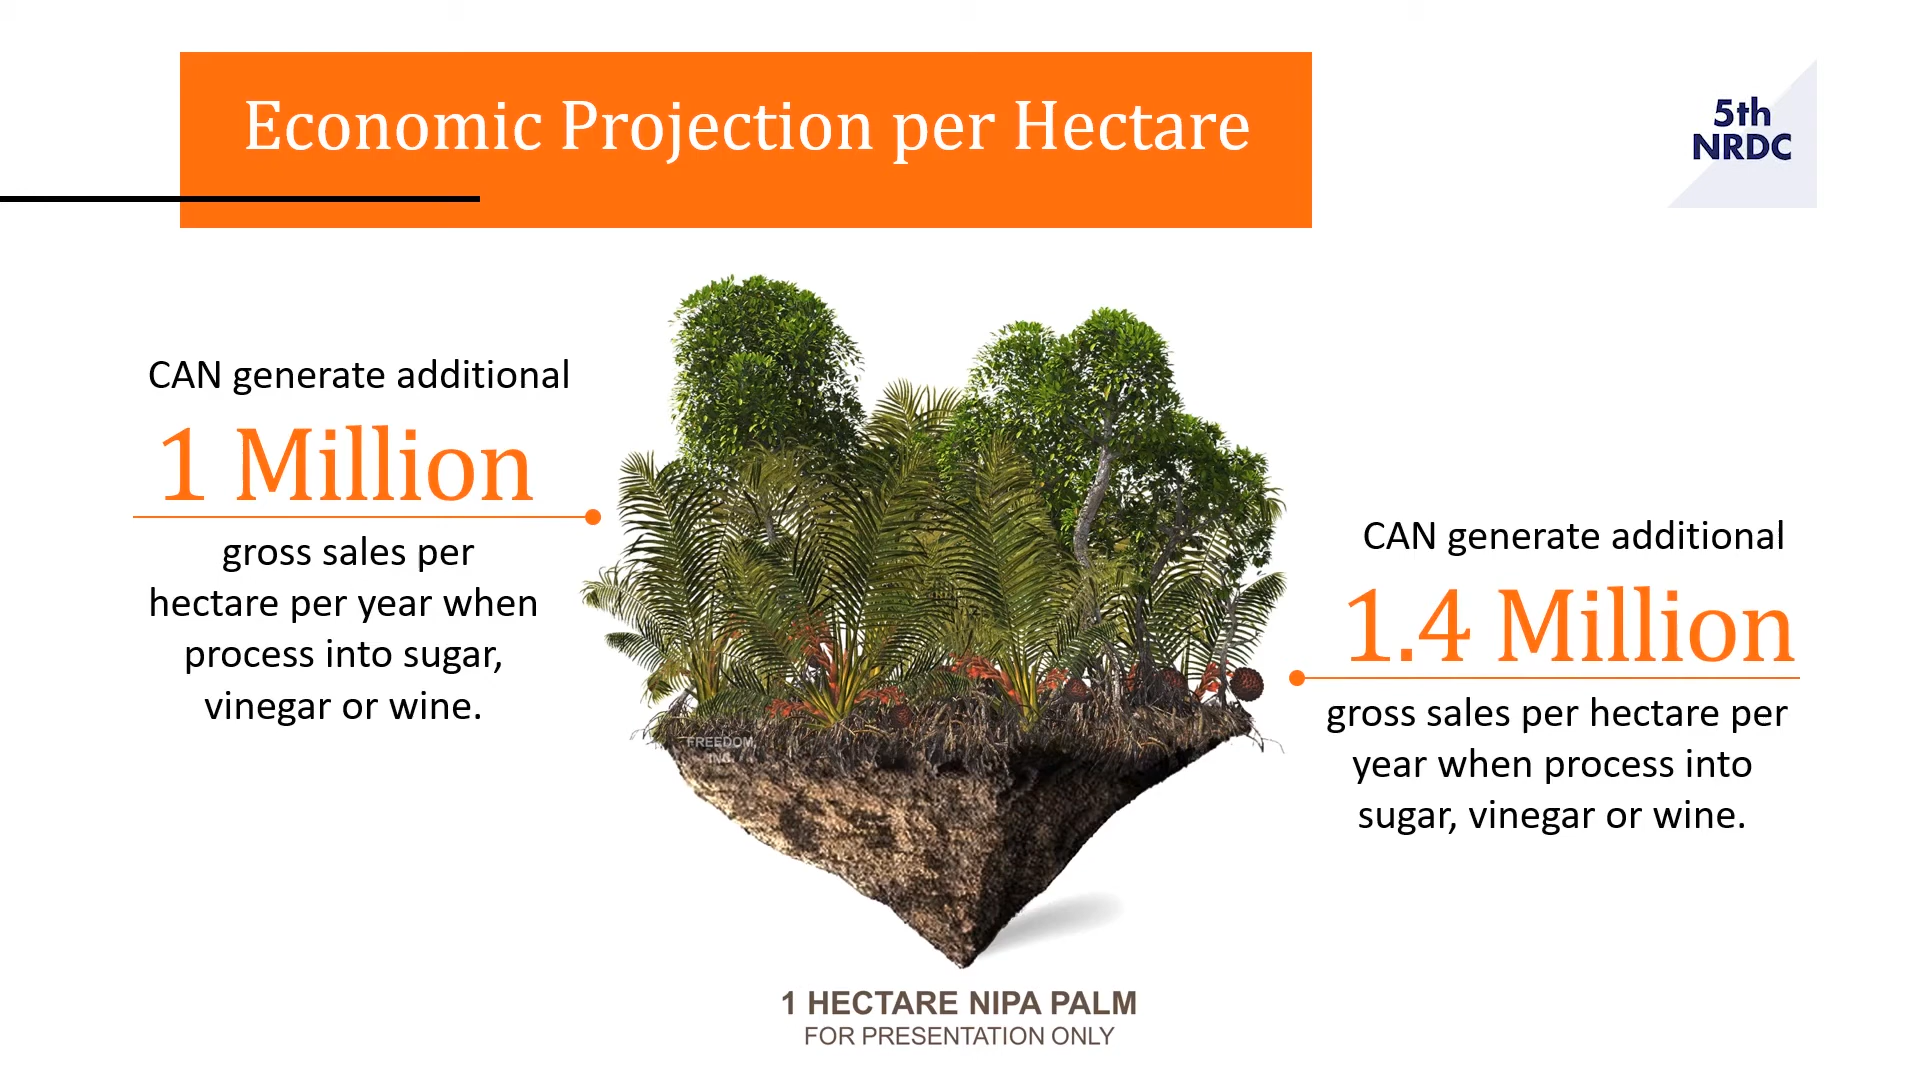 Economic Projection per Hectare
5th
NRDC
CAN generate additional
1 Million
gross sales per
hectare per year when
process into sugar,
vinegar or wine.
CAN generate additional
1.4 Million
gross sales per hectare per
year when process into
sugar, vinegar or wine.
FREEDOM
INC.
1 HECTARE NIPA PALM
FOR PRESENTATION ONLY